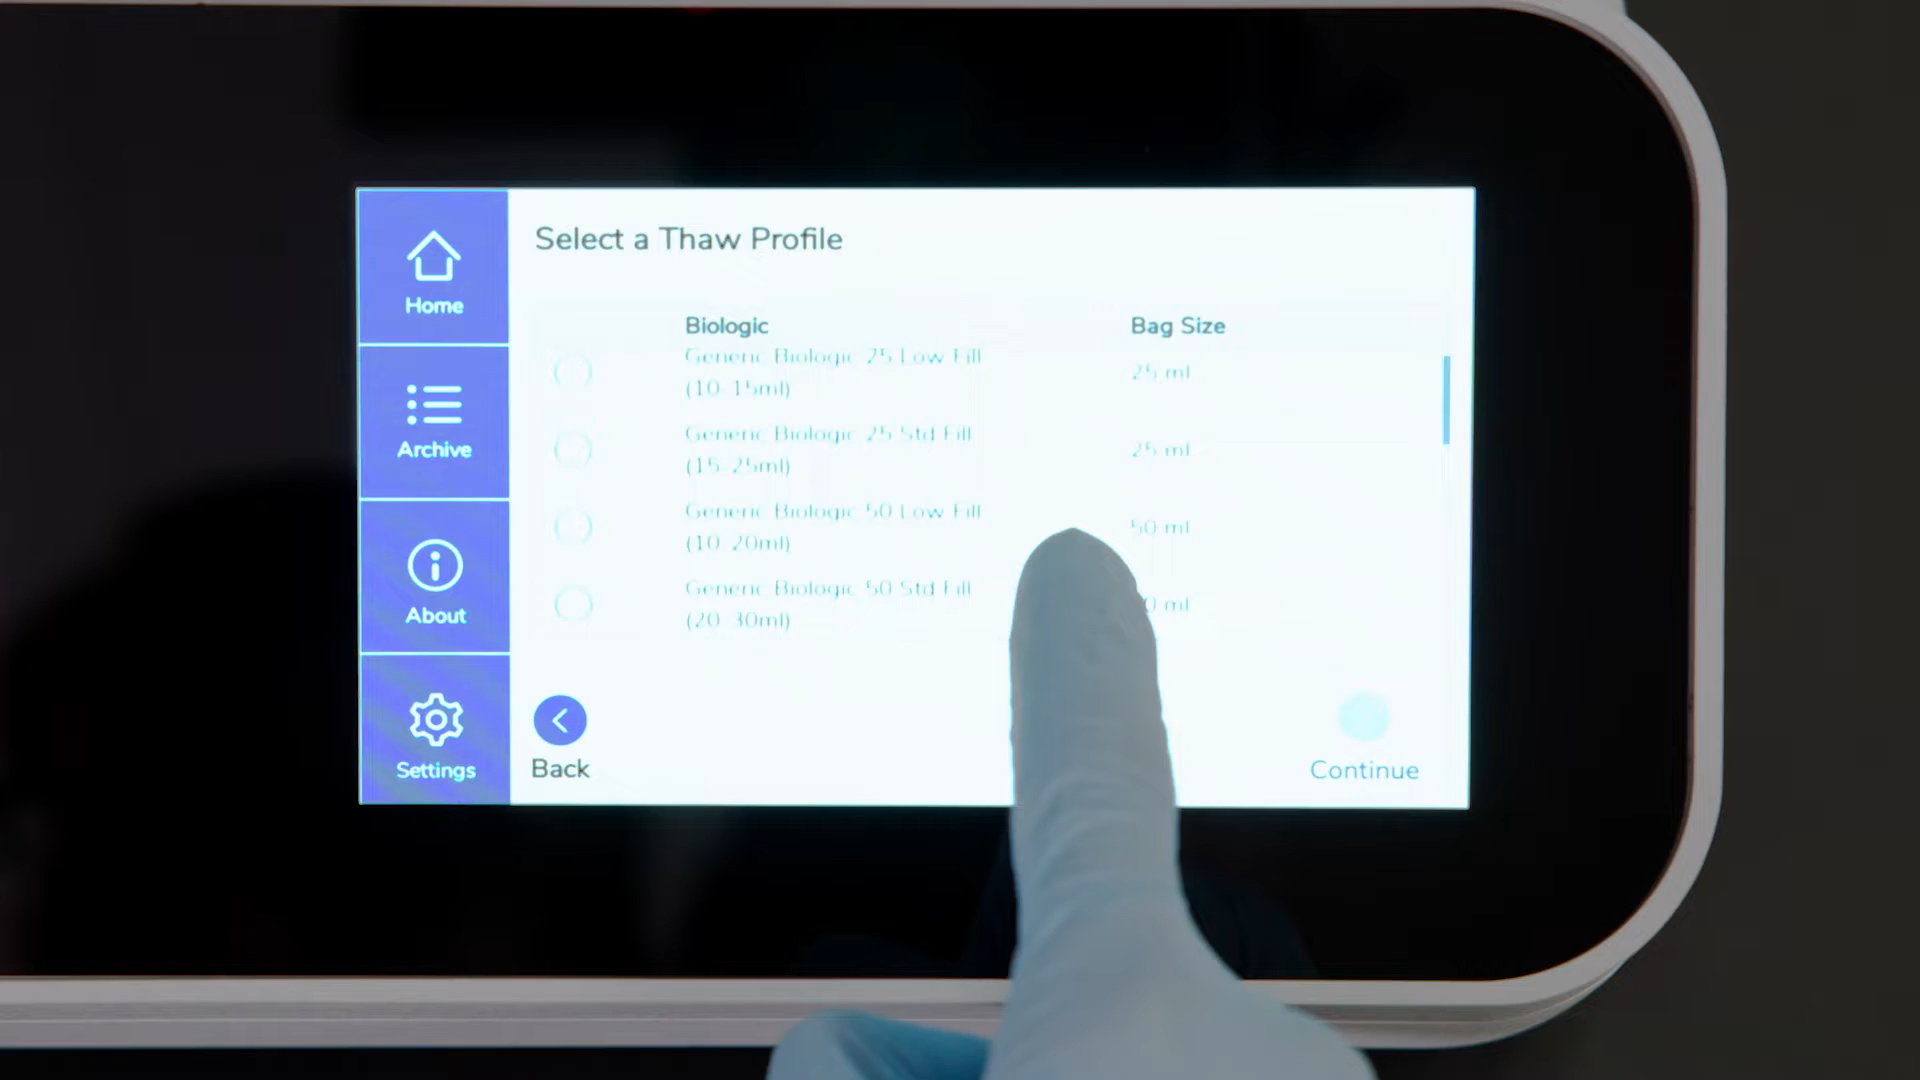 Select a Thaw Profile
Home
Archive
About
Settings
Biologic Bag Size
Generic Biologic 25 Low Fill 25 ml
(10-15ml)
Generic Biologic 25 Std Fill 25 ml
(15-25ml)
Generic Biologic 50 Low Fill 50 ml
(10-20ml)
Generic Biologic 50 Std Fill 0 ml
(20-30ml)
Back
Continue